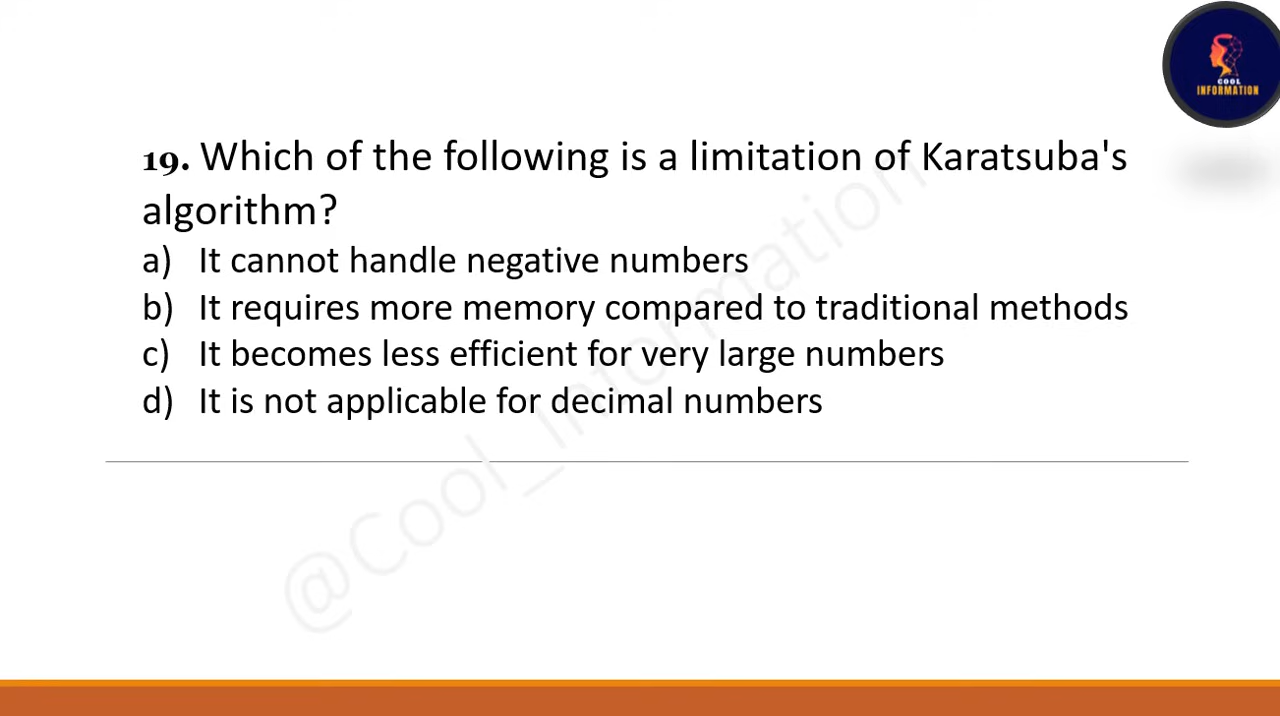 COOL
INFORMATION
19. Which of the following is a limitation of Karatsuba's
algorithm?
a) It cannot handle negative numbers
b) It requires more memory compared to traditional methods
c) It becomes less efficient for very large numbers
d) It is not applicable for decimal numbers
@Cool_Information